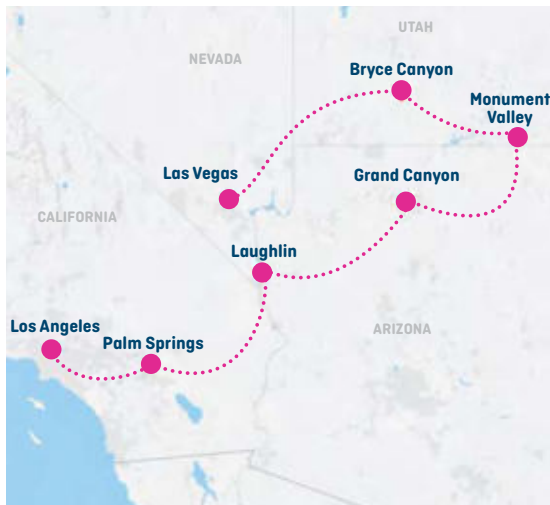 UTAH
NEVADA
Bryce Canyon
Monument
Valley
Las Vegas
Grand Canyon
CALIFORNIA
Laughlin
Los Angeles
Palm Springs
ARIZONA